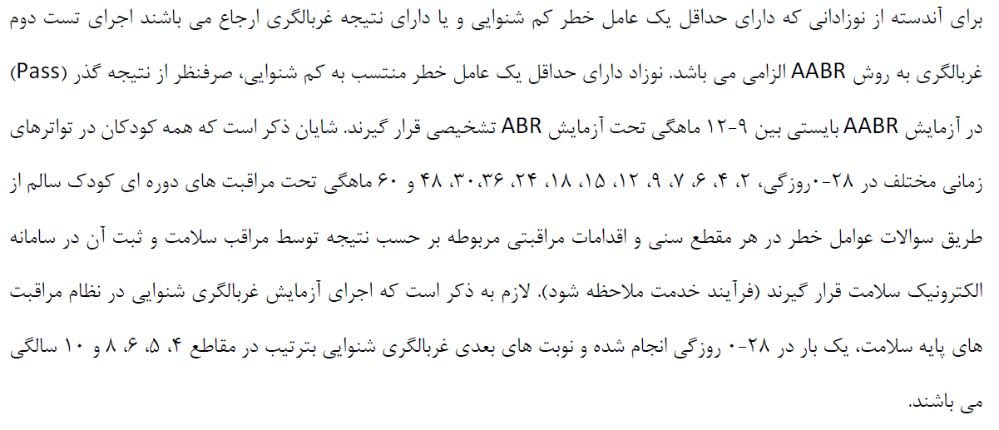 برای آندسته از نوزادانی که دارای حداقل یک عامل خطر کم شنوایی و یا دارای نتیجه غربالگری ارجاع می باشند اجرای تست دوم
غربالگری به روش AABR الزامی می باشد. نوزاد دارای حداقل یک عامل خطر منتسب به کم شنوایی، صرفنظر از نتیجه گذر (Pass)
در آزمایش AABR بایستی بین ۹-۱۲ ماهگی تحت آزمایش ABR تشخیصی قرار گیرند. شایان ذکر است که همه کودکان در تواترهای
زمانی مختلف در ۲۸-۰روزگی، ۲، ۴، ۶، ۷، ۹، ۱۲، ۱۵، ۱۸، ۲۴، ۳۰،۳۶، ۴۸ و ۶۰ ماهگی تحت مراقبت های دوره ای کودک سالم از
طریق سوالات عوامل خطر در هر مقطع سنی و اقدامات مراقبتی مربوطه بر حسب نتیجه توسط مراقب سلامت و ثبت آن در سامانه
الکترونیک سلامت قرار گیرند (فرآیند خدمت ملاحظه شود). لازم به ذکر است که اجرای آزمایش غربالگری شنوایی در نظام مراقبت
های پایه سلامت، یک بار در ۲۸-۰ روزگی انجام شده و نوبت های بعدی غربالگری شنوایی بترتیب در مقاطع ۴، ۵، ۶، ۸ و ۱۰ سالگی
می باشند.